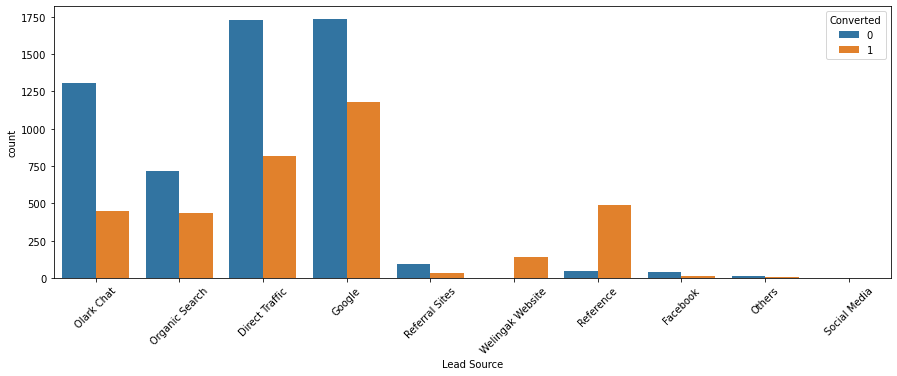 1750
1500
1250
1000
750
500
250
0
count
Converted
0
1
Olark Chat
Organic Search
Direct Traffic
Google
Referral Sites
Welingak Website
Reference
Facebook
Others
Social Media
Lead Source